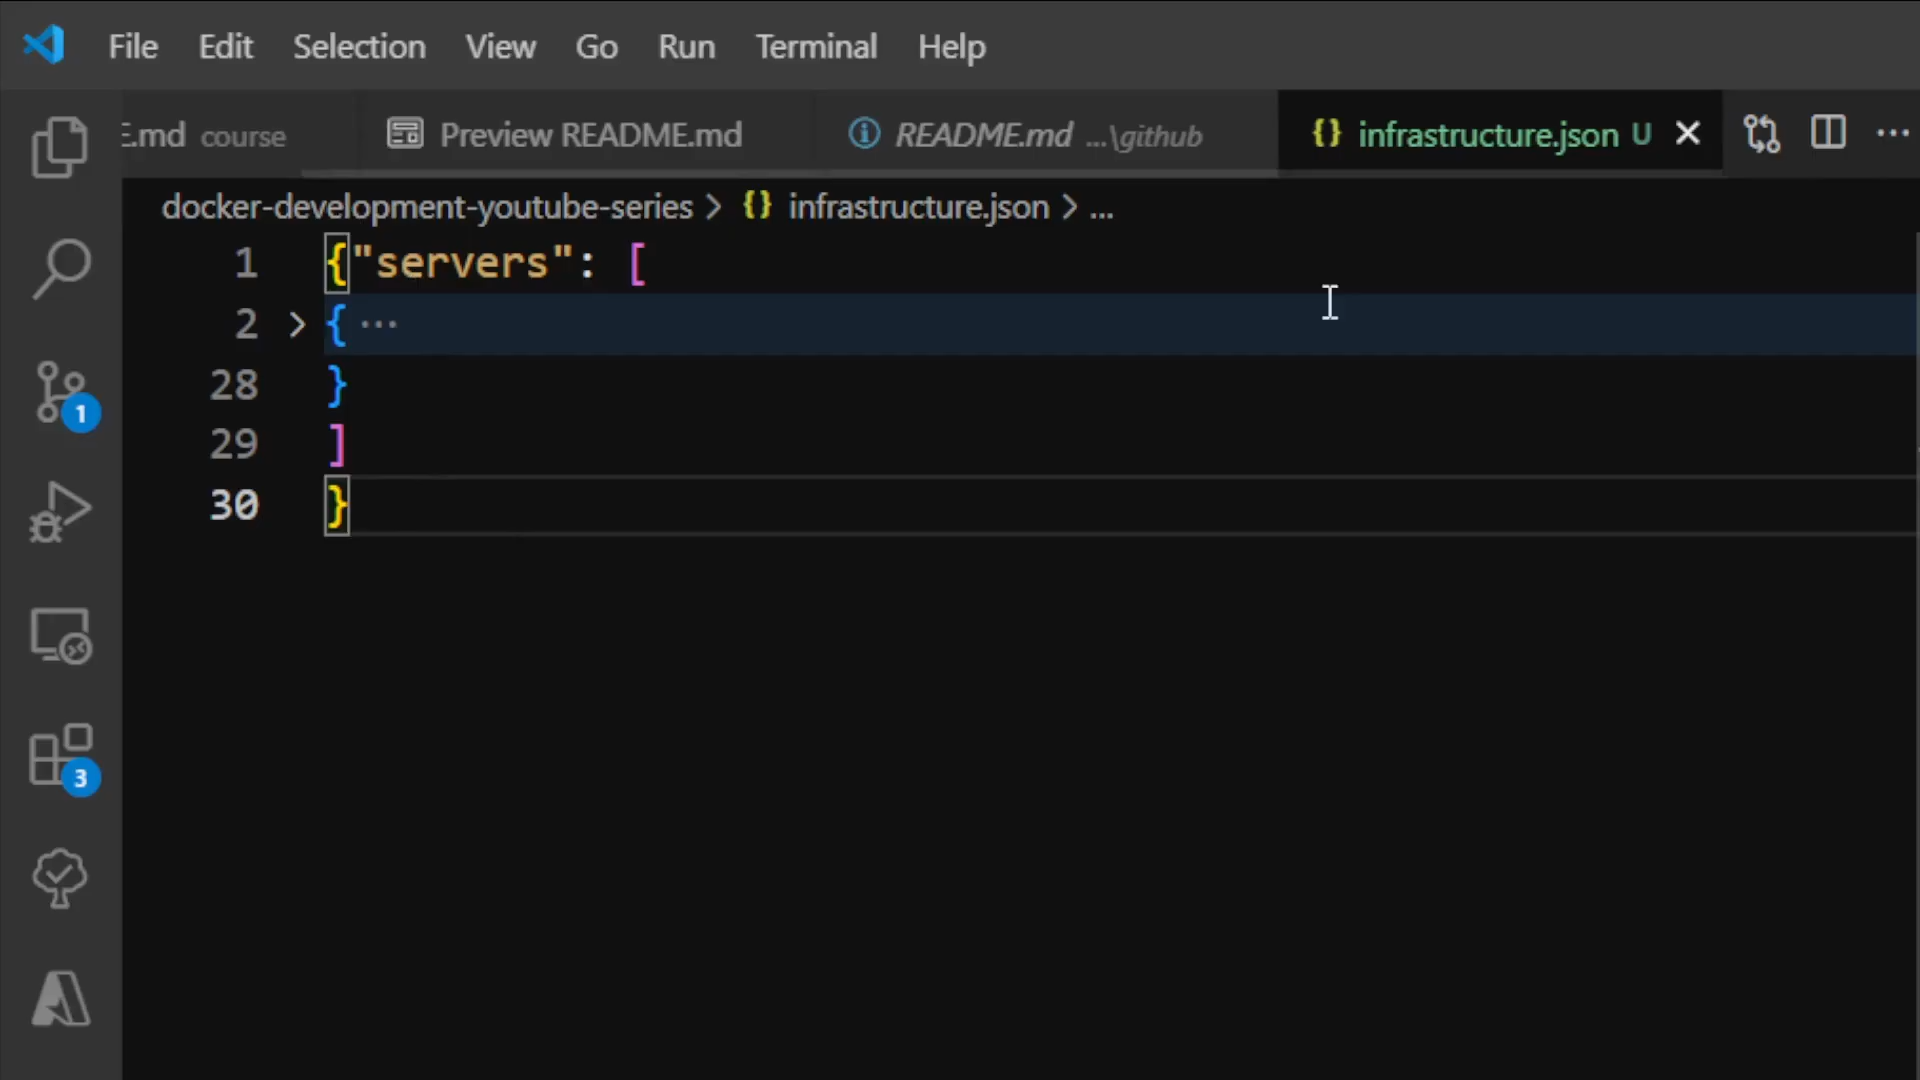 File Edit Selection View Go Run Terminal Help
E.md course Preview README.md README.md ...\github {} infrastructure.json U
docker-development-youtube-series > {} infrastructure.json > ...
1 {"servers": [
2 > { ...
28 }
29 ]
30 }
1
3